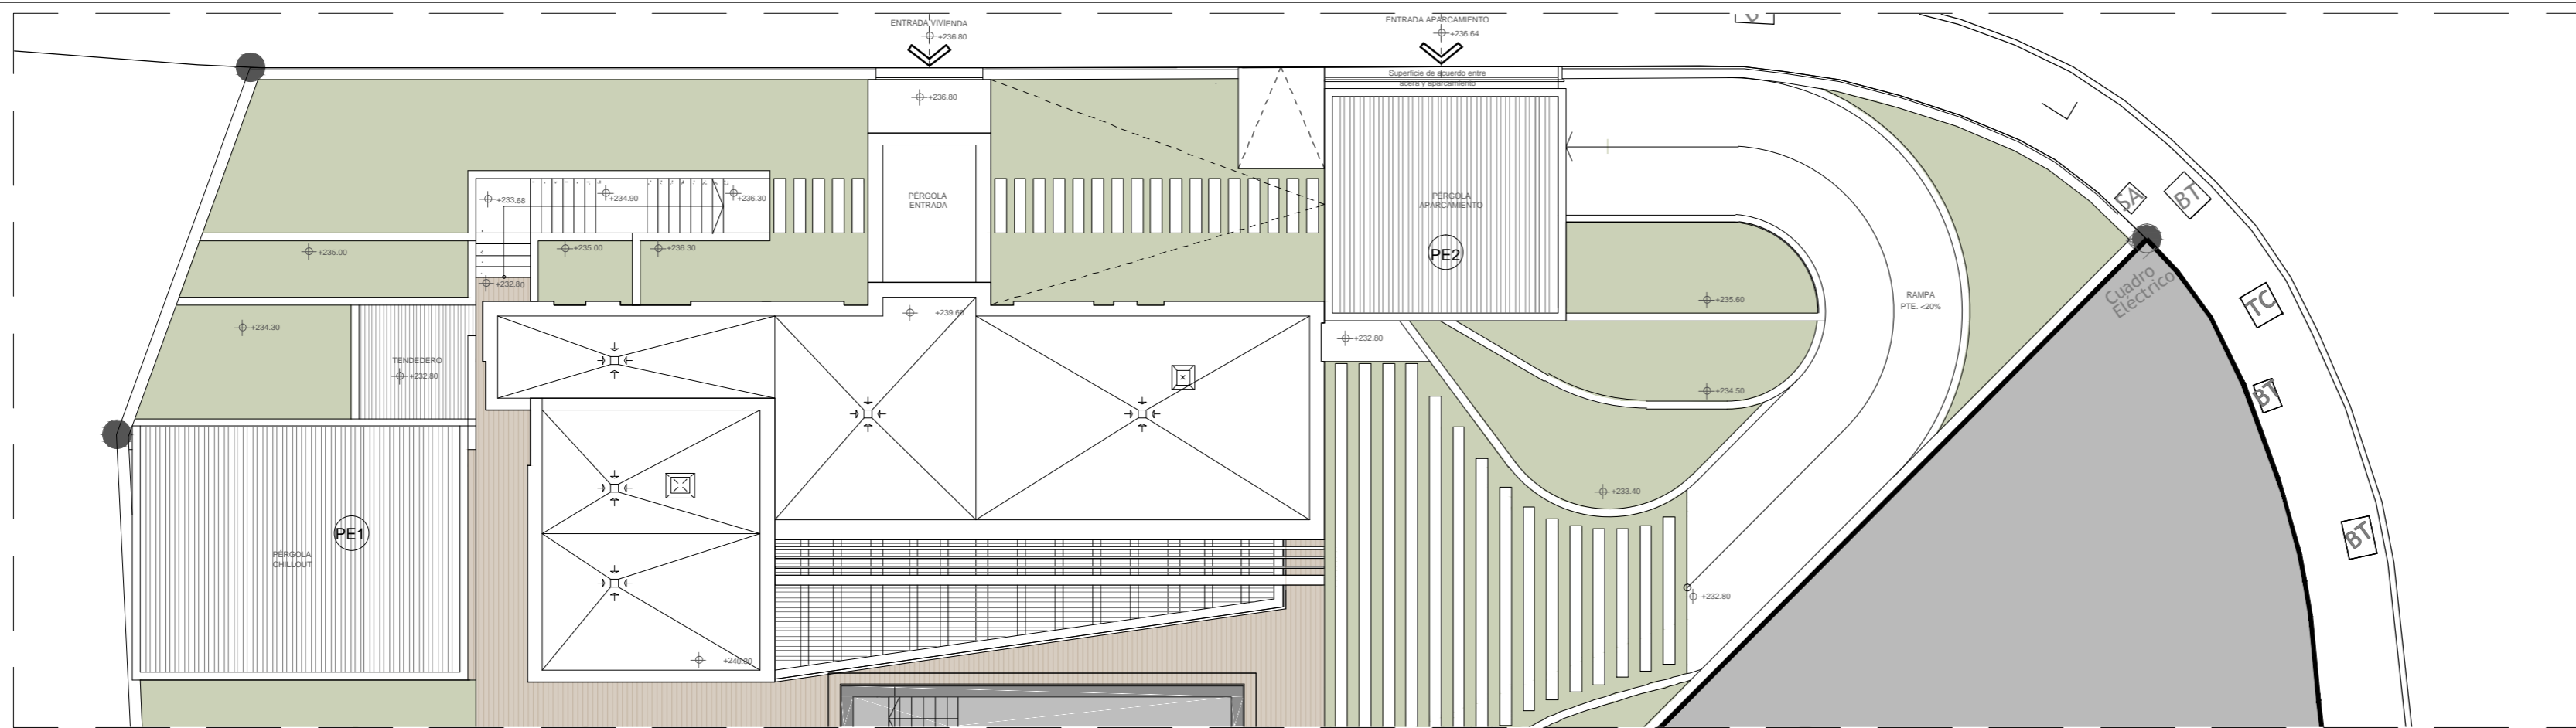 ENTRADA VIVIENDA
+236.80
ENTRADA APARCAMIENTO
+236.64
Superficie de acuerdo entre
acera y aparcamiento
+236.80
+233.68
+234.90
+236.30
PÉRGOLA
ENTRADA
PÉRGOLA
APARCAMIENTO
PE2
SA
BT
+235.00
+235.00
+236.30
+232.80
Cuadro
Eléctrico
TC
RAMPA
PTE. <20%
+235.60
+234.30
+239.60
+232.80
TENDEDERO
+232.80
+234.50
BT
+233.40
PE1
PÉRGOLA
CHILLOUT
BT
+232.80
+240.30